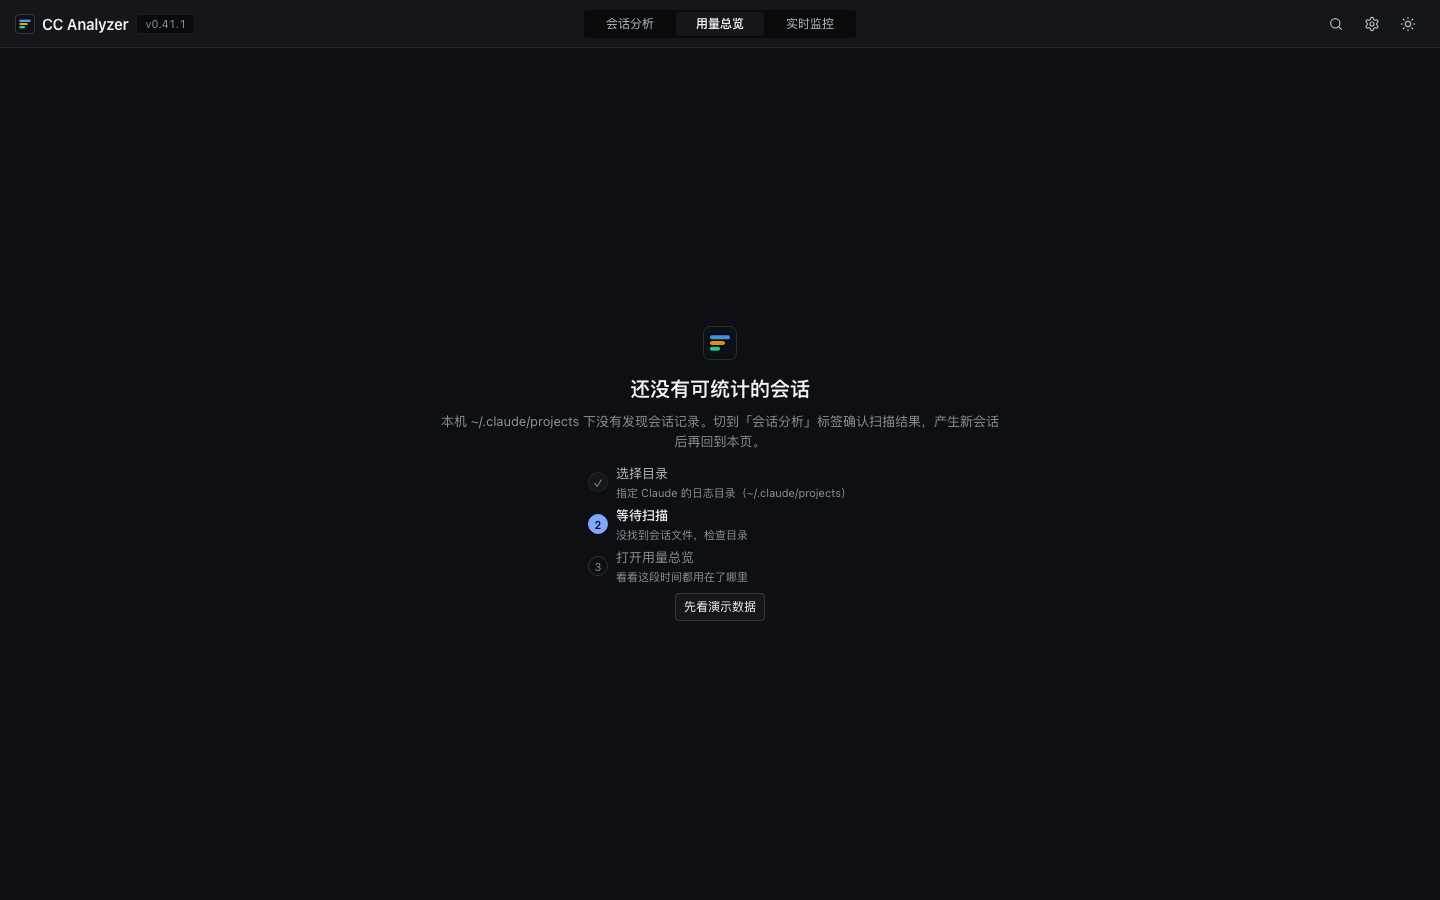 CC Analyzer v0.41.1 会话分析 用量总览 实时监控
还没有可统计的会话
本机 ~/.claude/projects 下没有发现会话记录。切到「会话分析」标签确认扫描结果，产生新会话
后再回到本页。
选择目录
指定 Claude 的日志目录（~/.claude/projects）
2 等待扫描
没找到会话文件，检查目录
3 打开用量总览
看看这段时间都用在了哪里
先看演示数据